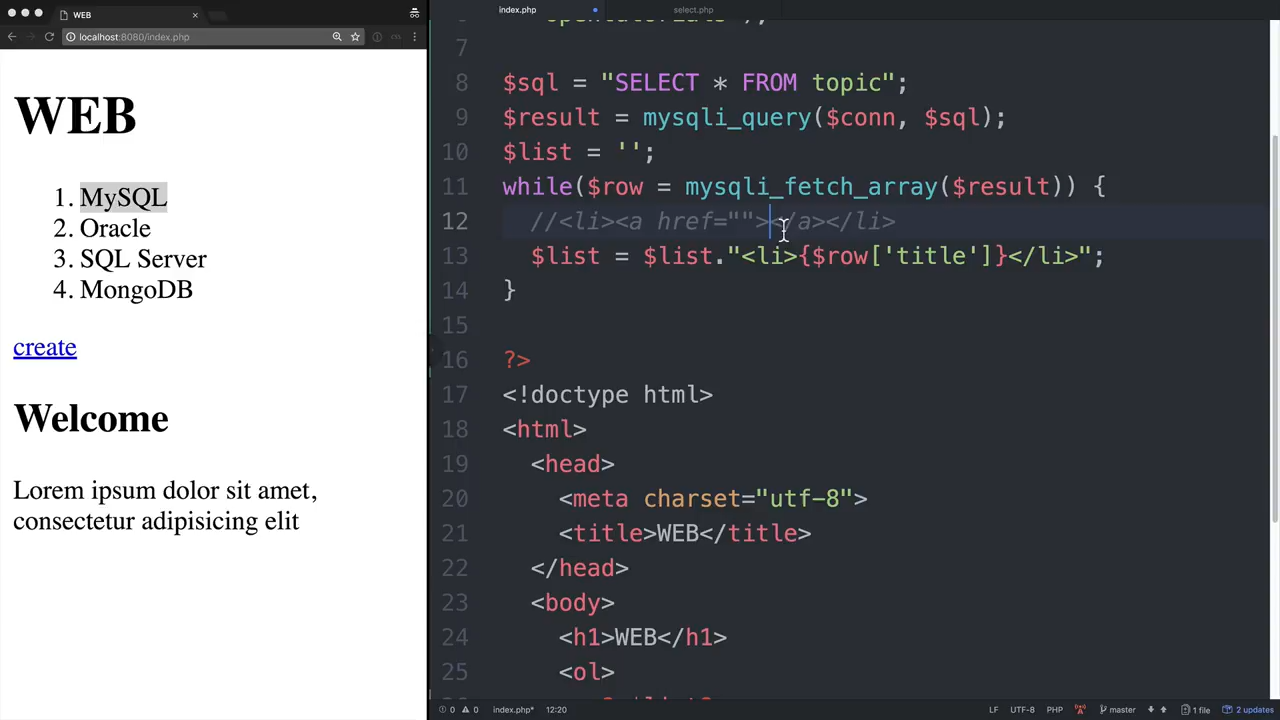 WEB
localhost:8080/index.php
WEB
1. MySQL
2. Oracle
3. SQL Server
4. MongoDB
create
Welcome
Lorem ipsum dolor sit amet,
consectetur adipisicing elit
index.php
select.php
7
8 $sql = "SELECT * FROM topic";
9 $result = mysqli_query($conn, $sql);
10 $list = '';
11 while($row = mysqli_fetch_array($result)) {
12 //<li><a href=""></a></li>
13 $list = $list."<li>{$row['title']}</li>";
14 }
15
16 ?>
17 <!doctype html>
18 <html>
19 <head>
20 <meta charset="utf-8">
21 <title>WEB</title>
22 </head>
23 <body>
24 <h1>WEB</h1>
25 <ol>
0 0 index.php* 12:20
LF UTF-8 PHP master 1 file 2 updates